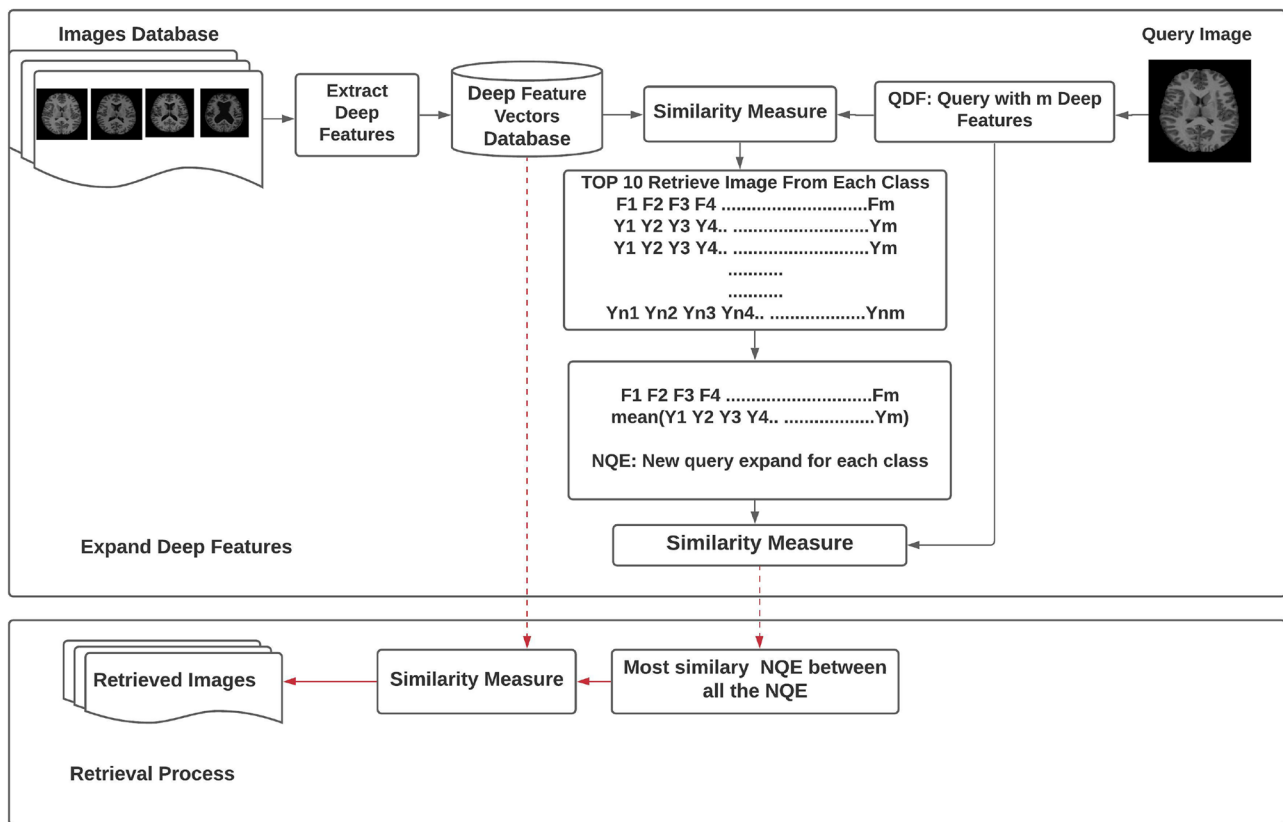 Images Database
Query Image
Extract
Deep
Features
Deep Feature
Vectors
Database
Similarity Measure
QDF: Query with m Deep
Features
TOP 10 Retrieve Image From Each Class
F1 F2 F3 F4 .............................Fm
Y1 Y2 Y3 Y4.. ...........................Ym
Y1 Y2 Y3 Y4.. ...........................Ym
...........
...........
Yn1 Yn2 Yn3 Yn4.. ...................Ynm
F1 F2 F3 F4 .............................Fm
mean(Y1 Y2 Y3 Y4.. ..................Ym)
NQE: New query expand for each class
Similarity Measure
Expand Deep Features
Retrieved Images
Similarity Measure
Most similary NQE between
all the NQE
Retrieval Process